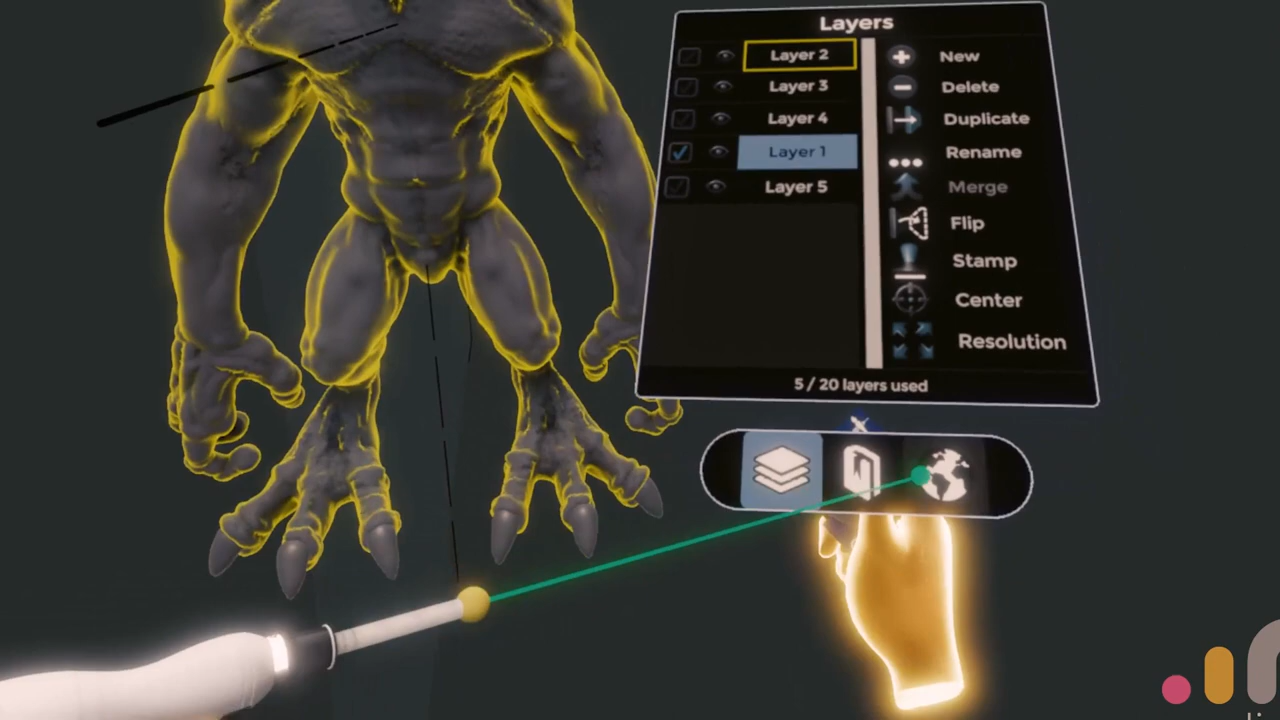 Layers
Layer 2
Layer 3
Layer 4
Layer 1
Layer 5
New
Delete
Duplicate
Rename
Merge
Flip
Stamp
Center
Resolution
5 / 20 layers used